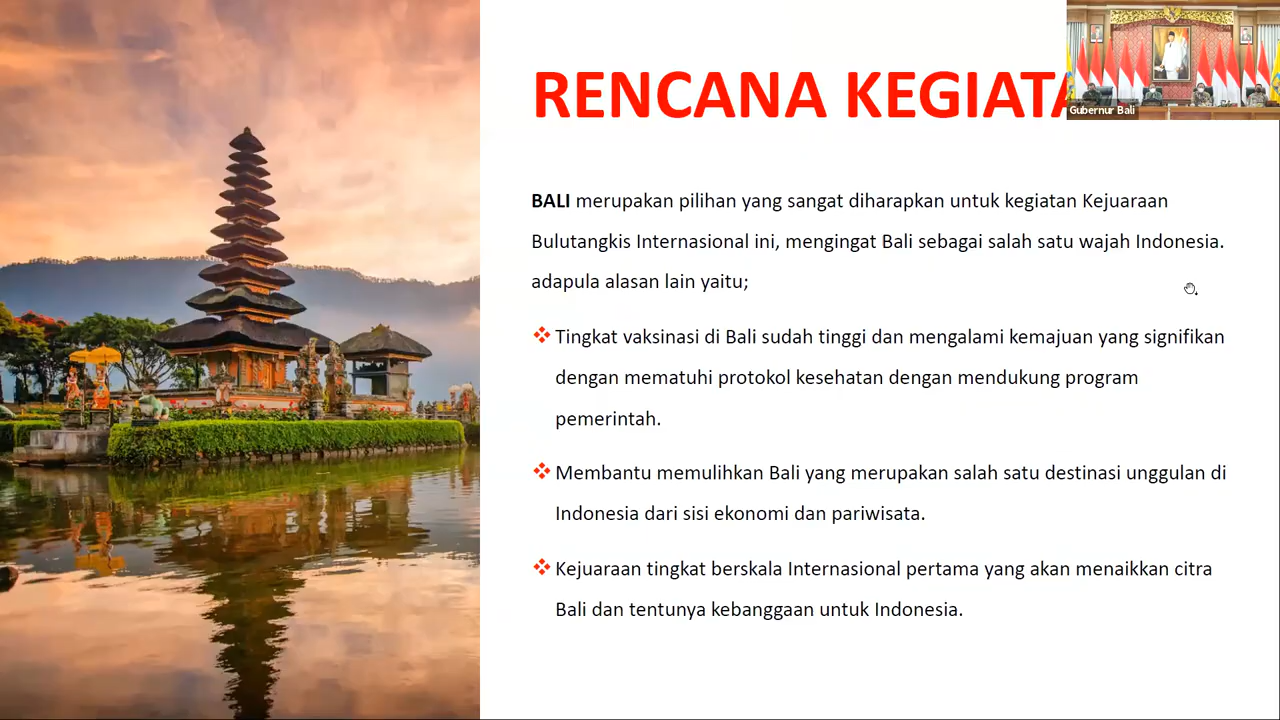 RENCANA KEGIATA
Gubernur Bali
BALI merupakan pilihan yang sangat diharapkan untuk kegiatan Kejuaraan
Bulutangkis Internasional ini, mengingat Bali sebagai salah satu wajah Indonesia.
adapula alasan lain yaitu;
❖ Tingkat vaksinasi di Bali sudah tinggi dan mengalami kemajuan yang signifikan
dengan mematuhi protokol kesehatan dengan mendukung program
pemerintah.
❖ Membantu memulihkan Bali yang merupakan salah satu destinasi unggulan di
Indonesia dari sisi ekonomi dan pariwisata.
❖ Kejuaraan tingkat berskala Internasional pertama yang akan menaikkan citra
Bali dan tentunya kebanggaan untuk Indonesia.